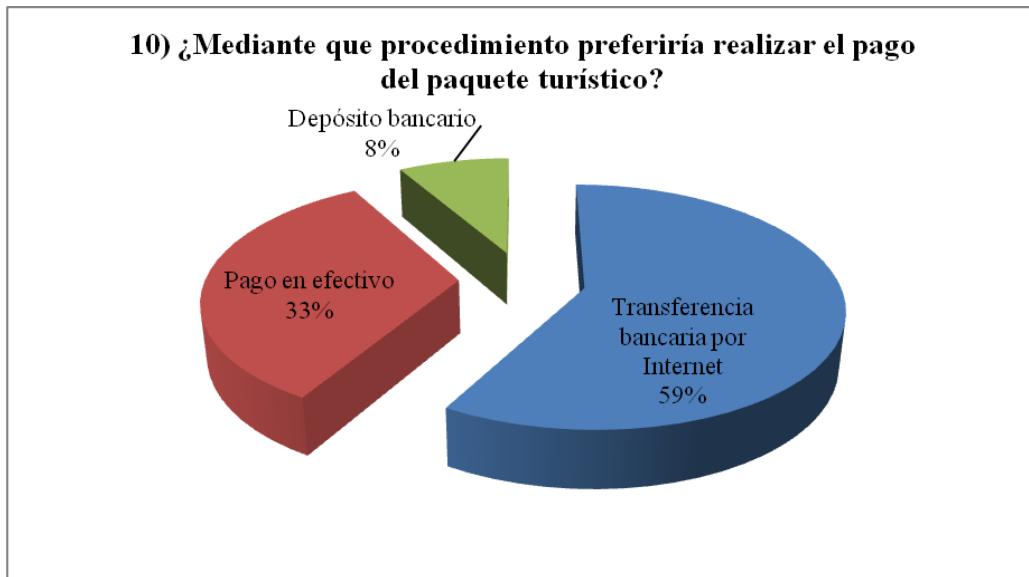 10) ¿Mediante que procedimiento preferiría realizar el pago
del paquete turístico?
Depósito bancario
8%
Pago en efectivo
33%
Transferencia
bancaria por
Internet
59%